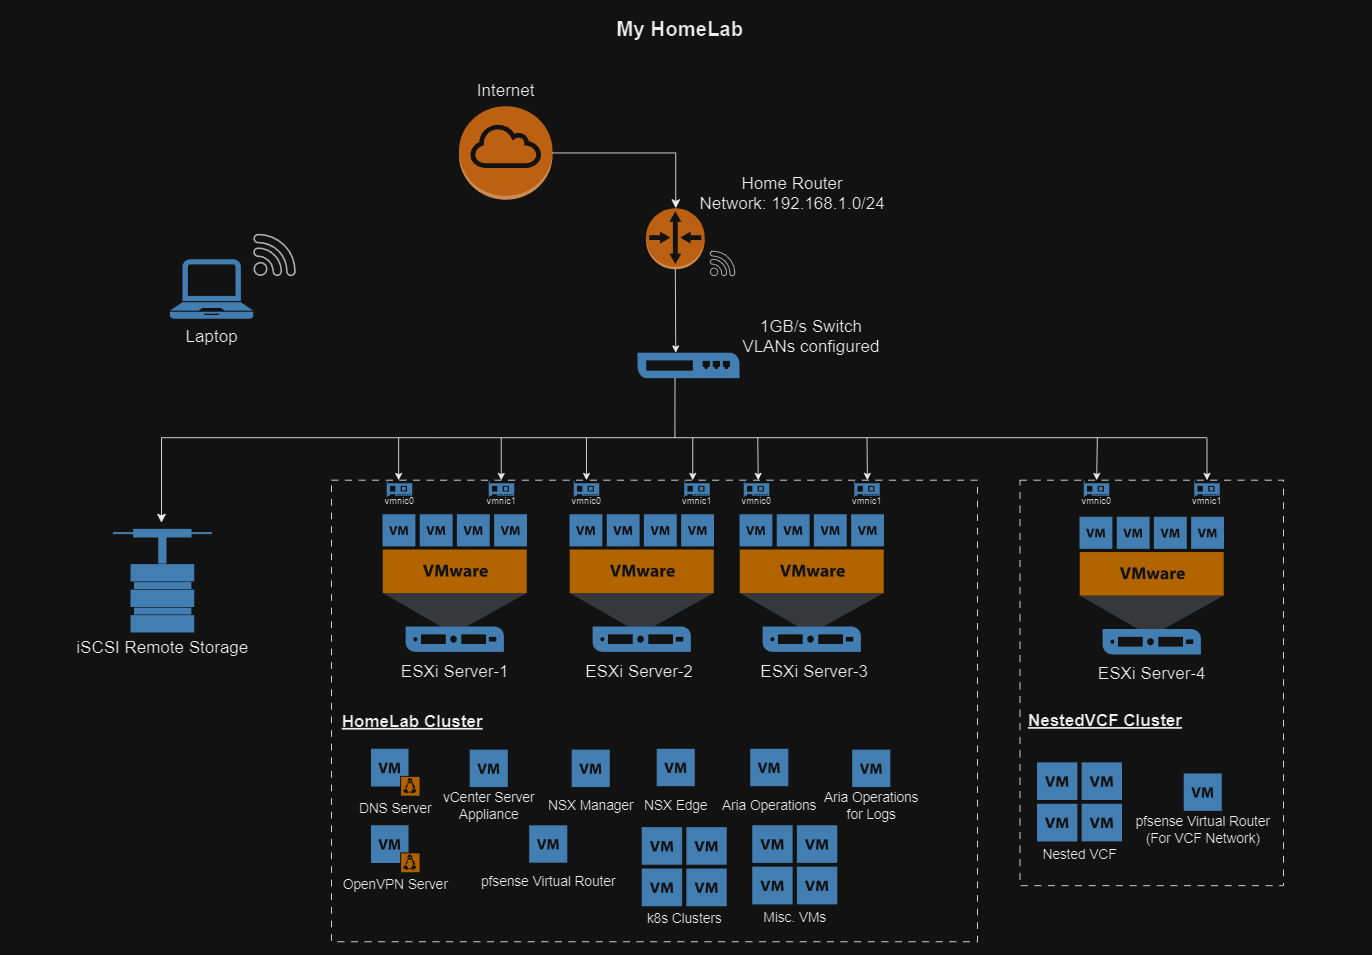 My HomeLab
Internet
Home Router
Network: 192.168.1.0/24
Laptop
1GB/s Switch
VLANs configured
vmnic0
vmnic1
vmnic0
vmnic1
vmnic0
vmnic1
vmnic0
vmnic1
VM VM VM VM
VM VM VM VM
VM VM VM VM
VM VM VM VM
VMware
VMware
VMware
VMware
iSCSI Remote Storage
ESXi Server-1
ESXi Server-2
ESXi Server-3
ESXi Server-4
HomeLab Cluster
VM
DNS Server
VM
vCenter Server
Appliance
VM
NSX Manager
VM
NSX Edge
VM
Aria Operations
VM
Aria Operations
for Logs
VM
OpenVPN Server
VM
pfsense Virtual Router
VM VM
VM VM
k8s Clusters
VM VM
VM VM
Misc. VMs
NestedVCF Cluster
VM VM
VM VM
Nested VCF
VM
pfsense Virtual Router
(For VCF Network)